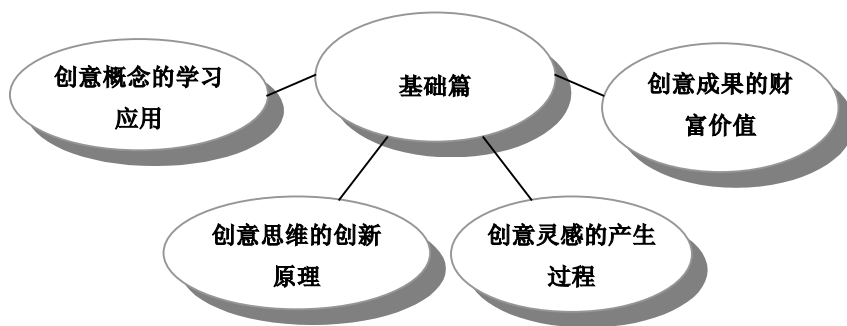 基础篇
创意概念的学习
应用
创意思维的创新
原理
创意灵感的产生
过程
创意成果的财
富价值